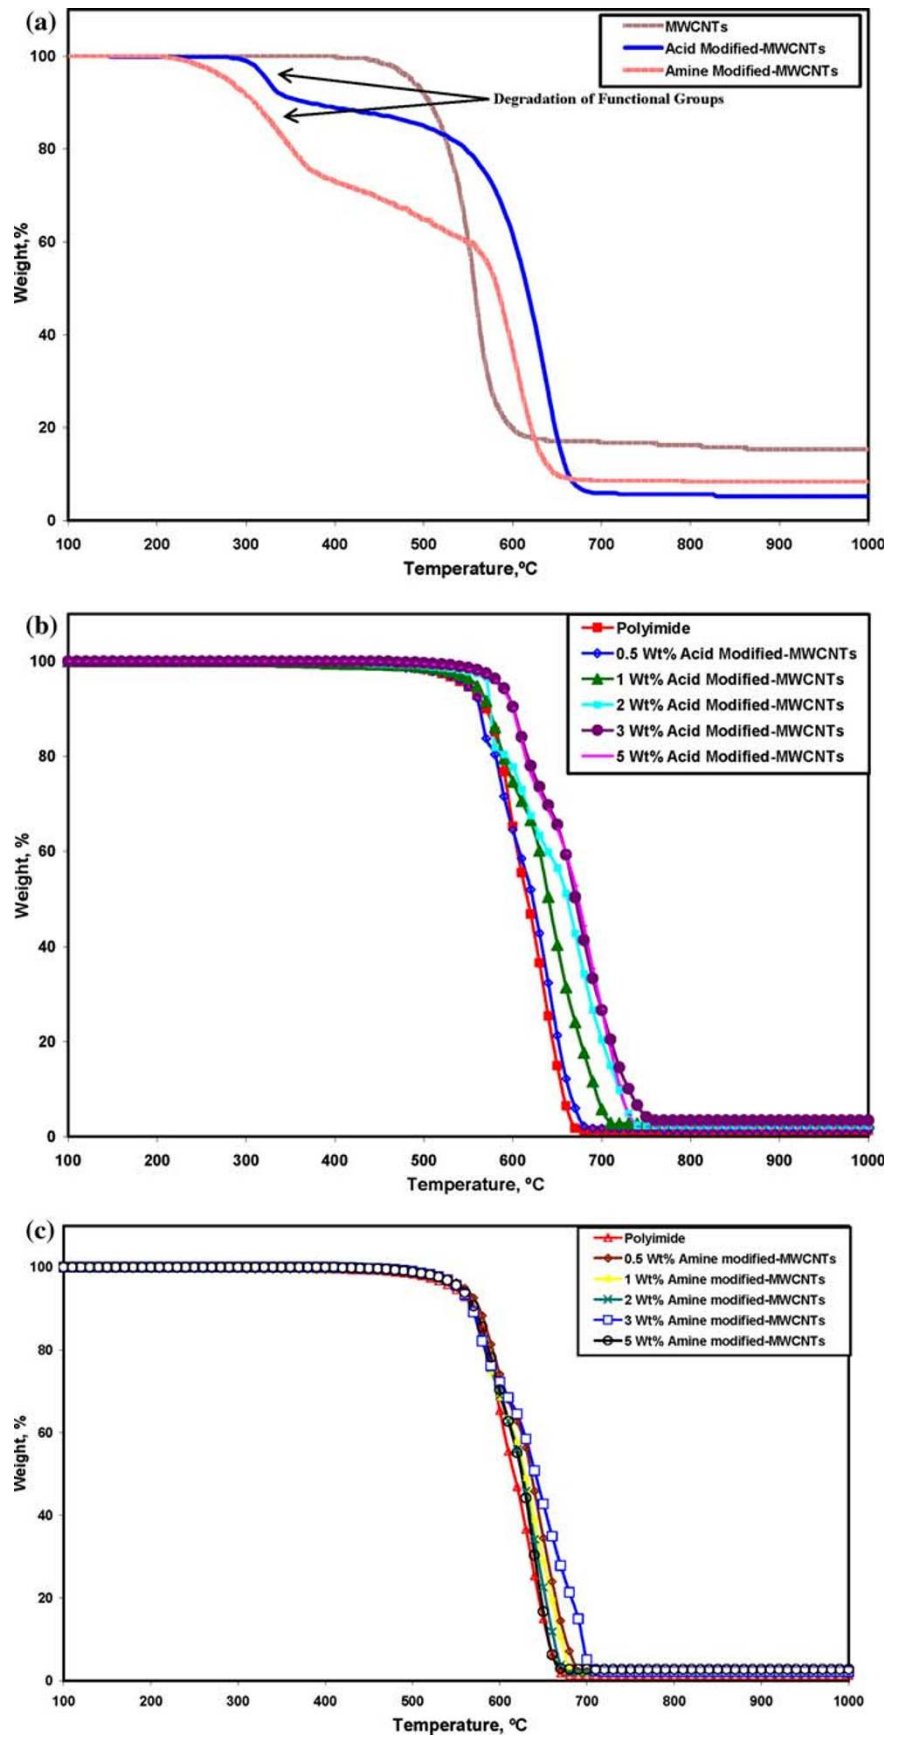 (a)
MWCNTs
Acid Modified-MWCNTs
Amine Modified-MWCNTs
Degradation of Functional Groups
100
80
60
40
20
0
Weight,%
100 200 300 400 500 600 700 800 900 1000
Temperature,ºC
(b)
Polyimide
0.5 Wt% Acid Modified-MWCNTs
1 Wt% Acid Modified-MWCNTs
2 Wt% Acid Modified-MWCNTs
3 Wt% Acid Modified-MWCNTs
5 Wt% Acid Modified-MWCNTs
100
80
60
40
20
0
Weight, %
100 200 300 400 500 600 700 800 900 1000
Temperature, ºC
(c)
Polyimide
0.5 Wt% Amine modified-MWCNTs
1 Wt% Amine modified-MWCNTs
2 Wt% Amine modified-MWCNTs
3 Wt% Amine modified-MWCNTs
5 Wt% Amine modified-MWCNTs
100
80
60
40
20
0
Weight, %
100 200 300 400 500 600 700 800 900 1000
Temperature, ºC